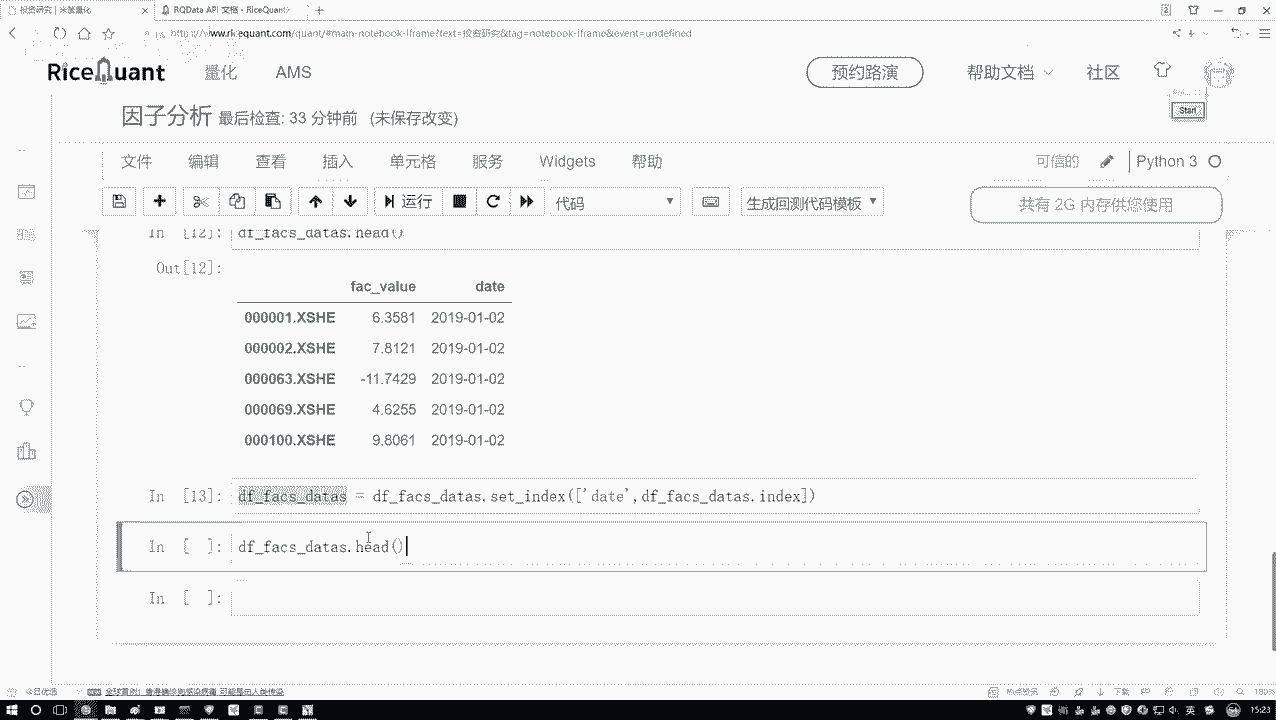 投资研究 - 米筐量化
RQData API 文档 - RiceQuant
www.ricequant.com/quant/#main-notebook-iframe?text=投资研究&tag=notebook-iframe&event=undefined
RiceQuant 量化 AMS 预约路演 帮助文档 社区
因子分析 最后检查: 33 分钟前 (未保存改变)
Start
文件 编辑 查看 插入 单元格 服务 Widgets 帮助 可信的 Python 3
运行 代码 生成回测代码模板 共有 2G 内存供您使用
In [12]: df_facs_datas.head()
Out[12]:
fac_value date
000001.XSHE 6.3581 2019-01-02
000002.XSHE 7.8121 2019-01-02
000063.XSHE -11.7429 2019-01-02
000069.XSHE 4.6255 2019-01-02
000100.XSHE 9.8061 2019-01-02
In [13]: df_facs_datas = df_facs_datas.set_index(['date',df_facs_datas.index])
In [ ]: df_facs_datas.head()
In [ ]:
今日优选
下载 180%
英 15:23